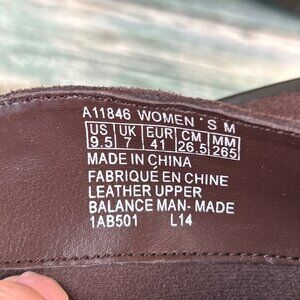 A11846 WOMEN'S M
US UK EUR CM MM
9.5 7 41 26.5 265
MADE IN CHINA
FABRIQUÉ EN CHINE
LEATHER UPPER
BALANCE MAN- MADE
1AB501 L14